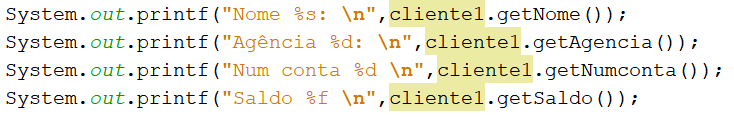 System.out.printf("Nome %s: \n",cliente1.getNome());
System.out.printf("Agência %d: \n",cliente1.getAgencia());
System.out.printf("Num conta %d \n",cliente1.getNumconta());
System.out.printf("Saldo %f \n",cliente1.getSaldo());